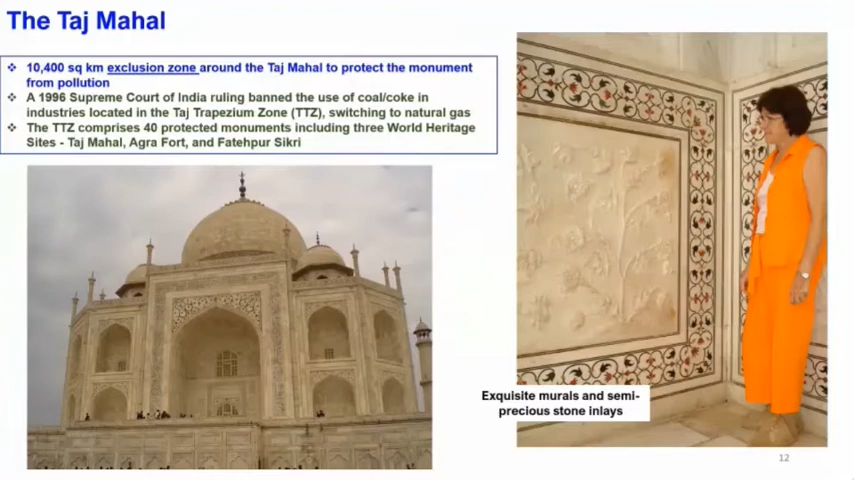 The Taj Mahal
❖ 10,400 sq km exclusion zone around the Taj Mahal to protect the monument
from pollution
❖ A 1996 Supreme Court of India ruling banned the use of coal/coke in
industries located in the Taj Trapezium Zone (TTZ), switching to natural gas
❖ The TTZ comprises 40 protected monuments including three World Heritage
Sites - Taj Mahal, Agra Fort, and Fatehpur Sikri
Exquisite murals and semi-
precious stone inlays
12